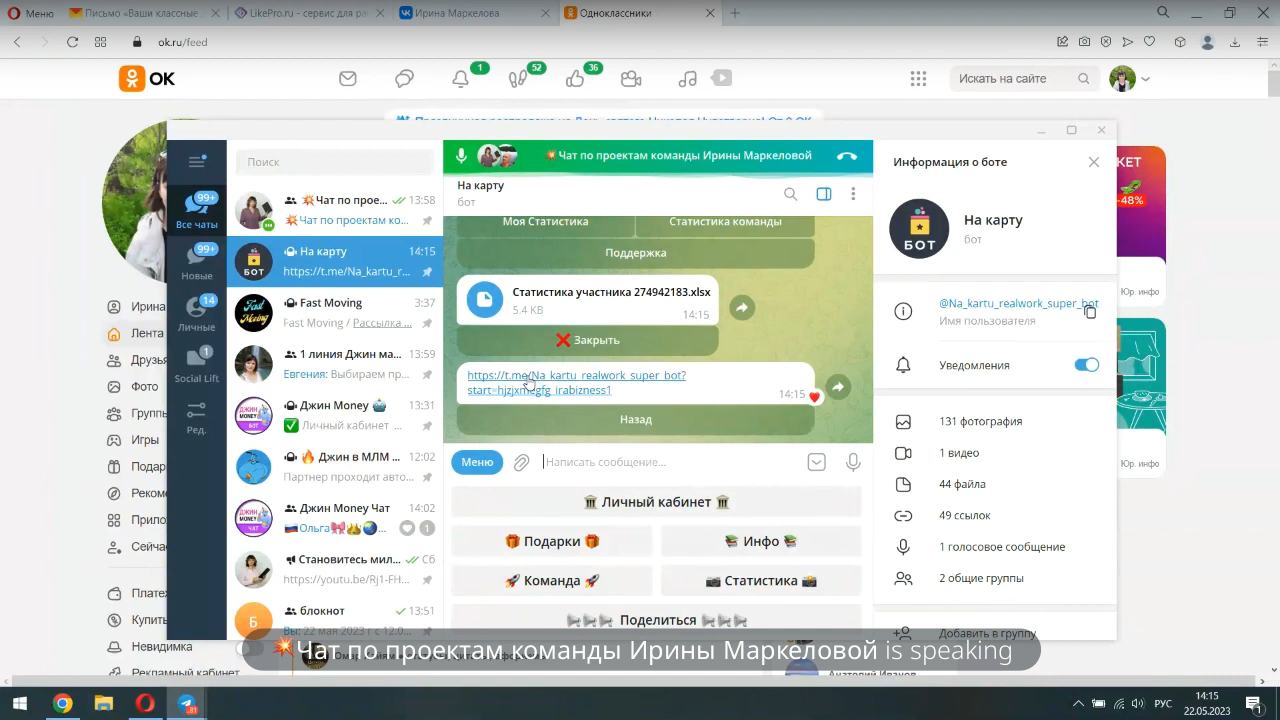 Меню
Письмо «Ваши классные
LikePro.ru - сервис для ра
Ирина Маркелова
Одноклассники
ok.ru/feed
OK
1
52
36
Искать на сайте
Поиск
99+
Все чаты
99+
Новые
14
Личные
1
Social Lift
Ред.
💥Чат по прое... 13:58
💥Чат по проектам ко...
БОТ
На карту 14:15
https://t.me/Na_kartu_r...
Fast Moving 3:37
Fast Moving / Рассылка ...
1 линия Джин ма... 13:59
Евгения: Выбираем пр...
Джин Money 🤖 13:31
✅ Личный кабинет ...
🔥 Джин в МЛМ ... 12:02
Партнер проходит авто...
Джин Money Чат 14:02
🇷🇺Ольга🎀👑🌏... 1
Становитесь мил... Сб
https://youtu.be/Rj1-FH...
Б
блокнот 13:51
Вы: 22 мая 2023 г с 12.0...
💥Чат по проектам команды Ирины Маркеловой
На карту
бот
Моя Статистика
Статистика команды
Поддержка
Статистика участника 274942183.xlsx
5.4 KB
14:15
❌ Закрыть
https://t.me/Na_kartu_realwork_super_bot?
14:15
Назад
Меню
Написать сообщение...
🏛 Личный кабинет 🏛
🎁 Подарки 🎁
📚 Инфо 📚
🚀 Команда 🚀
📷 Статистика 📸
Поделиться
Информация о боте
БОТ
На карту
бот
@Na_kartu_realwork_super_bot
Имя пользователя
Уведомления
131 фотография
1 видео
44 файла
49 ссылок
1 голосовое сообщение
2 общие группы
Добавить в группу
-48%
Юр. инфо
Юр. инфо
Ирина
Лента
Друзья
Фото
Группы
Игры
Подар
Реком
Прило
Сейча
Плате
Купить
Невидимка
Рекламный кабинет
💥Чат по проектам команды Ирины Маркеловой is speaking
РУС
14:15
22.05.2023